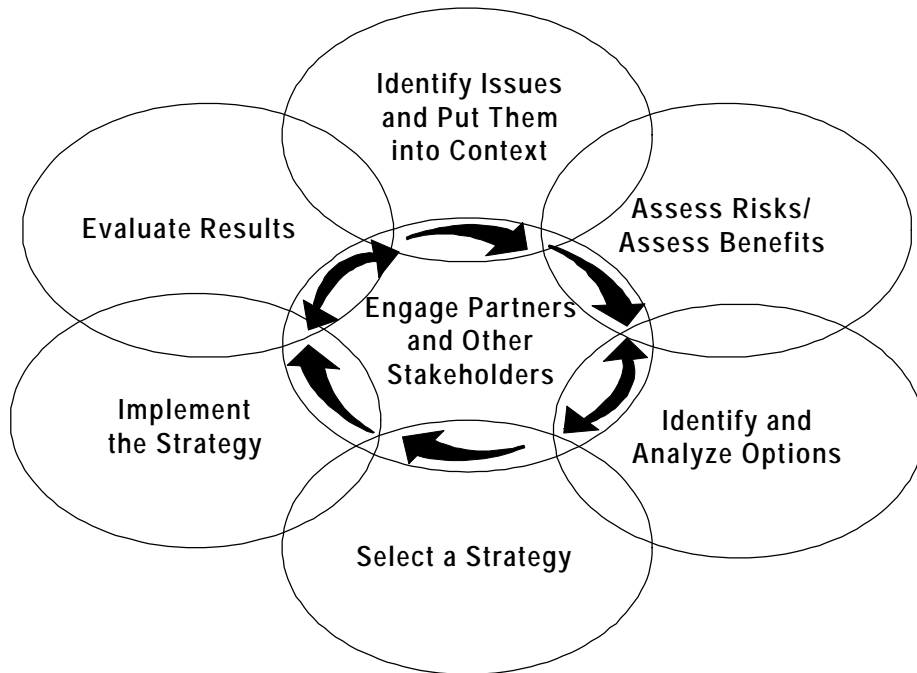 Identify Issues
and Put Them
into Context
Assess Risks/
Assess Benefits
Evaluate Results
Engage Partners
and Other
Stakeholders
Identify and
Analyze Options
Implement
the Strategy
Select a Strategy